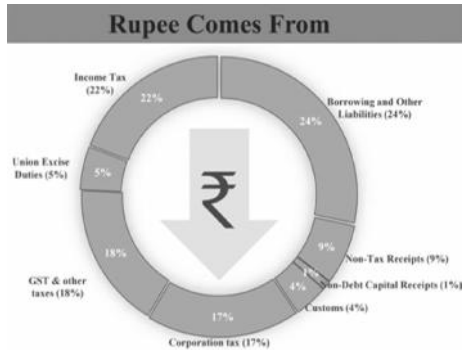 Rupee Comes From
Income Tax
(22%)
22%
Borrowing and Other
Liabilities (24%)
24%
Union Excise
Duties (5%)
5%
9%
Non-Tax Receipts (9%)
1%
Non-Debt Capital Receipts (1%)
4%
Customs (4%)
GST & other
taxes (18%)
18%
17%
Corporation tax (17%)
₹